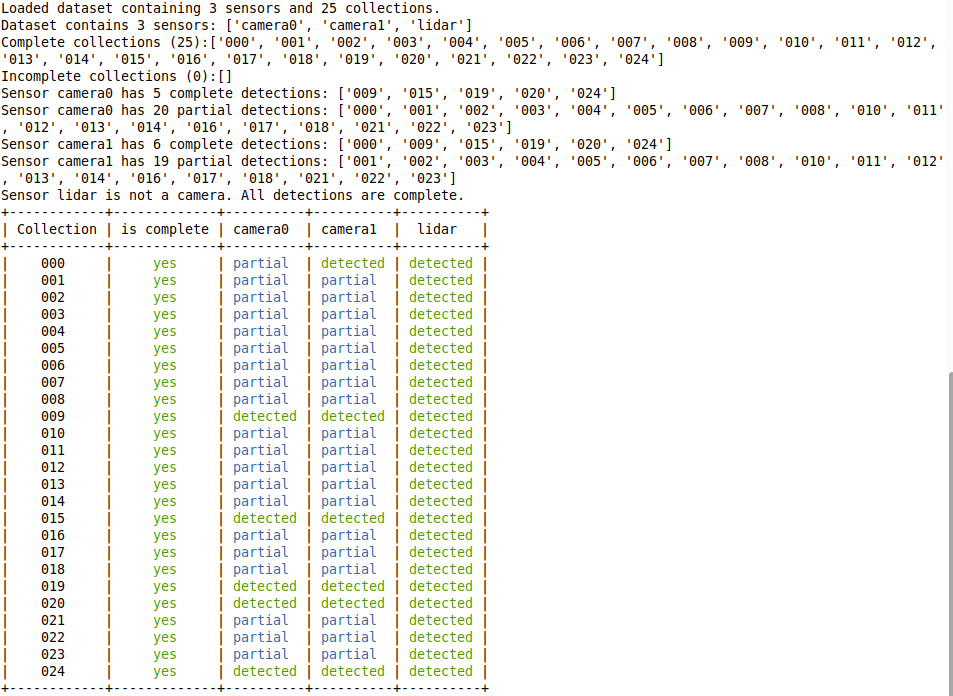 Loaded dataset containing 3 sensors and 25 collections.
Dataset contains 3 sensors: ['camera0', 'camera1', 'lidar']
Complete collections (25):['000', '001', '002', '003', '004', '005', '006', '007', '008', '009', '010', '011', '012',
'013', '014', '015', '016', '017', '018', '019', '020', '021', '022', '023', '024']
Incomplete collections (0):[]
Sensor camera0 has 5 complete detections: ['009', '015', '019', '020', '024']
Sensor camera0 has 20 partial detections: ['000', '001', '002', '003', '004', '005', '006', '007', '008', '010', '011'
, '012', '013', '014', '016', '017', '018', '021', '022', '023']
Sensor camera1 has 6 complete detections: ['000', '009', '015', '019', '020', '024']
Sensor camera1 has 19 partial detections: ['001', '002', '003', '004', '005', '006', '007', '008', '010', '011', '012'
, '013', '014', '016', '017', '018', '021', '022', '023']
Sensor lidar is not a camera. All detections are complete.
+------------+-------------+----------+----------+----------+
| Collection | is complete | camera0 | camera1 | lidar |
+------------+-------------+----------+----------+----------+
| 000 | yes | partial | detected | detected |
| 001 | yes | partial | partial | detected |
| 002 | yes | partial | partial | detected |
| 003 | yes | partial | partial | detected |
| 004 | yes | partial | partial | detected |
| 005 | yes | partial | partial | detected |
| 006 | yes | partial | partial | detected |
| 007 | yes | partial | partial | detected |
| 008 | yes | partial | partial | detected |
| 009 | yes | detected | detected | detected |
| 010 | yes | partial | partial | detected |
| 011 | yes | partial | partial | detected |
| 012 | yes | partial | partial | detected |
| 013 | yes | partial | partial | detected |
| 014 | yes | partial | partial | detected |
| 015 | yes | detected | detected | detected |
| 016 | yes | partial | partial | detected |
| 017 | yes | partial | partial | detected |
| 018 | yes | partial | partial | detected |
| 019 | yes | detected | detected | detected |
| 020 | yes | detected | detected | detected |
| 021 | yes | partial | partial | detected |
| 022 | yes | partial | partial | detected |
| 023 | yes | partial | partial | detected |
| 024 | yes | detected | detected | detected |
+------------+-------------+----------+----------+----------+